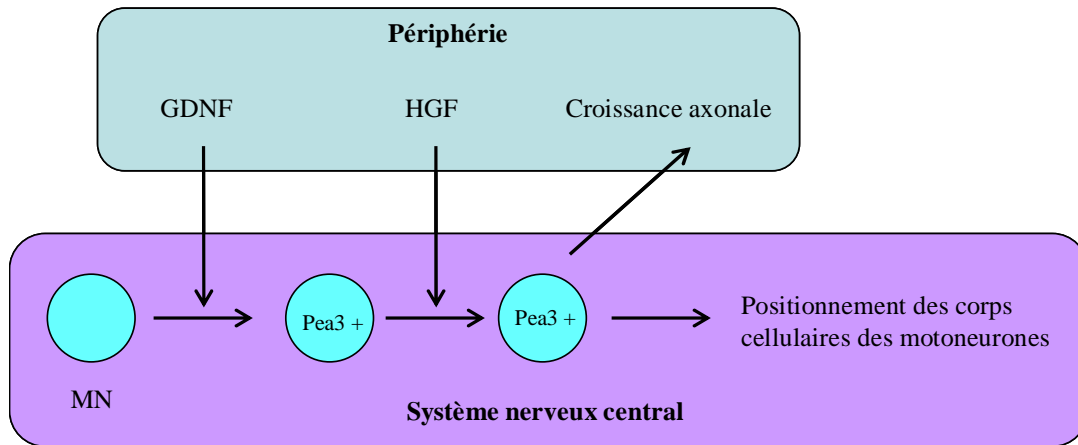 Périphérie
GDNF
HGF
Croissance axonale
Pea3 +
Pea3 +
Positionnement des corps
cellulaires des motoneurones
MN
Système nerveux central